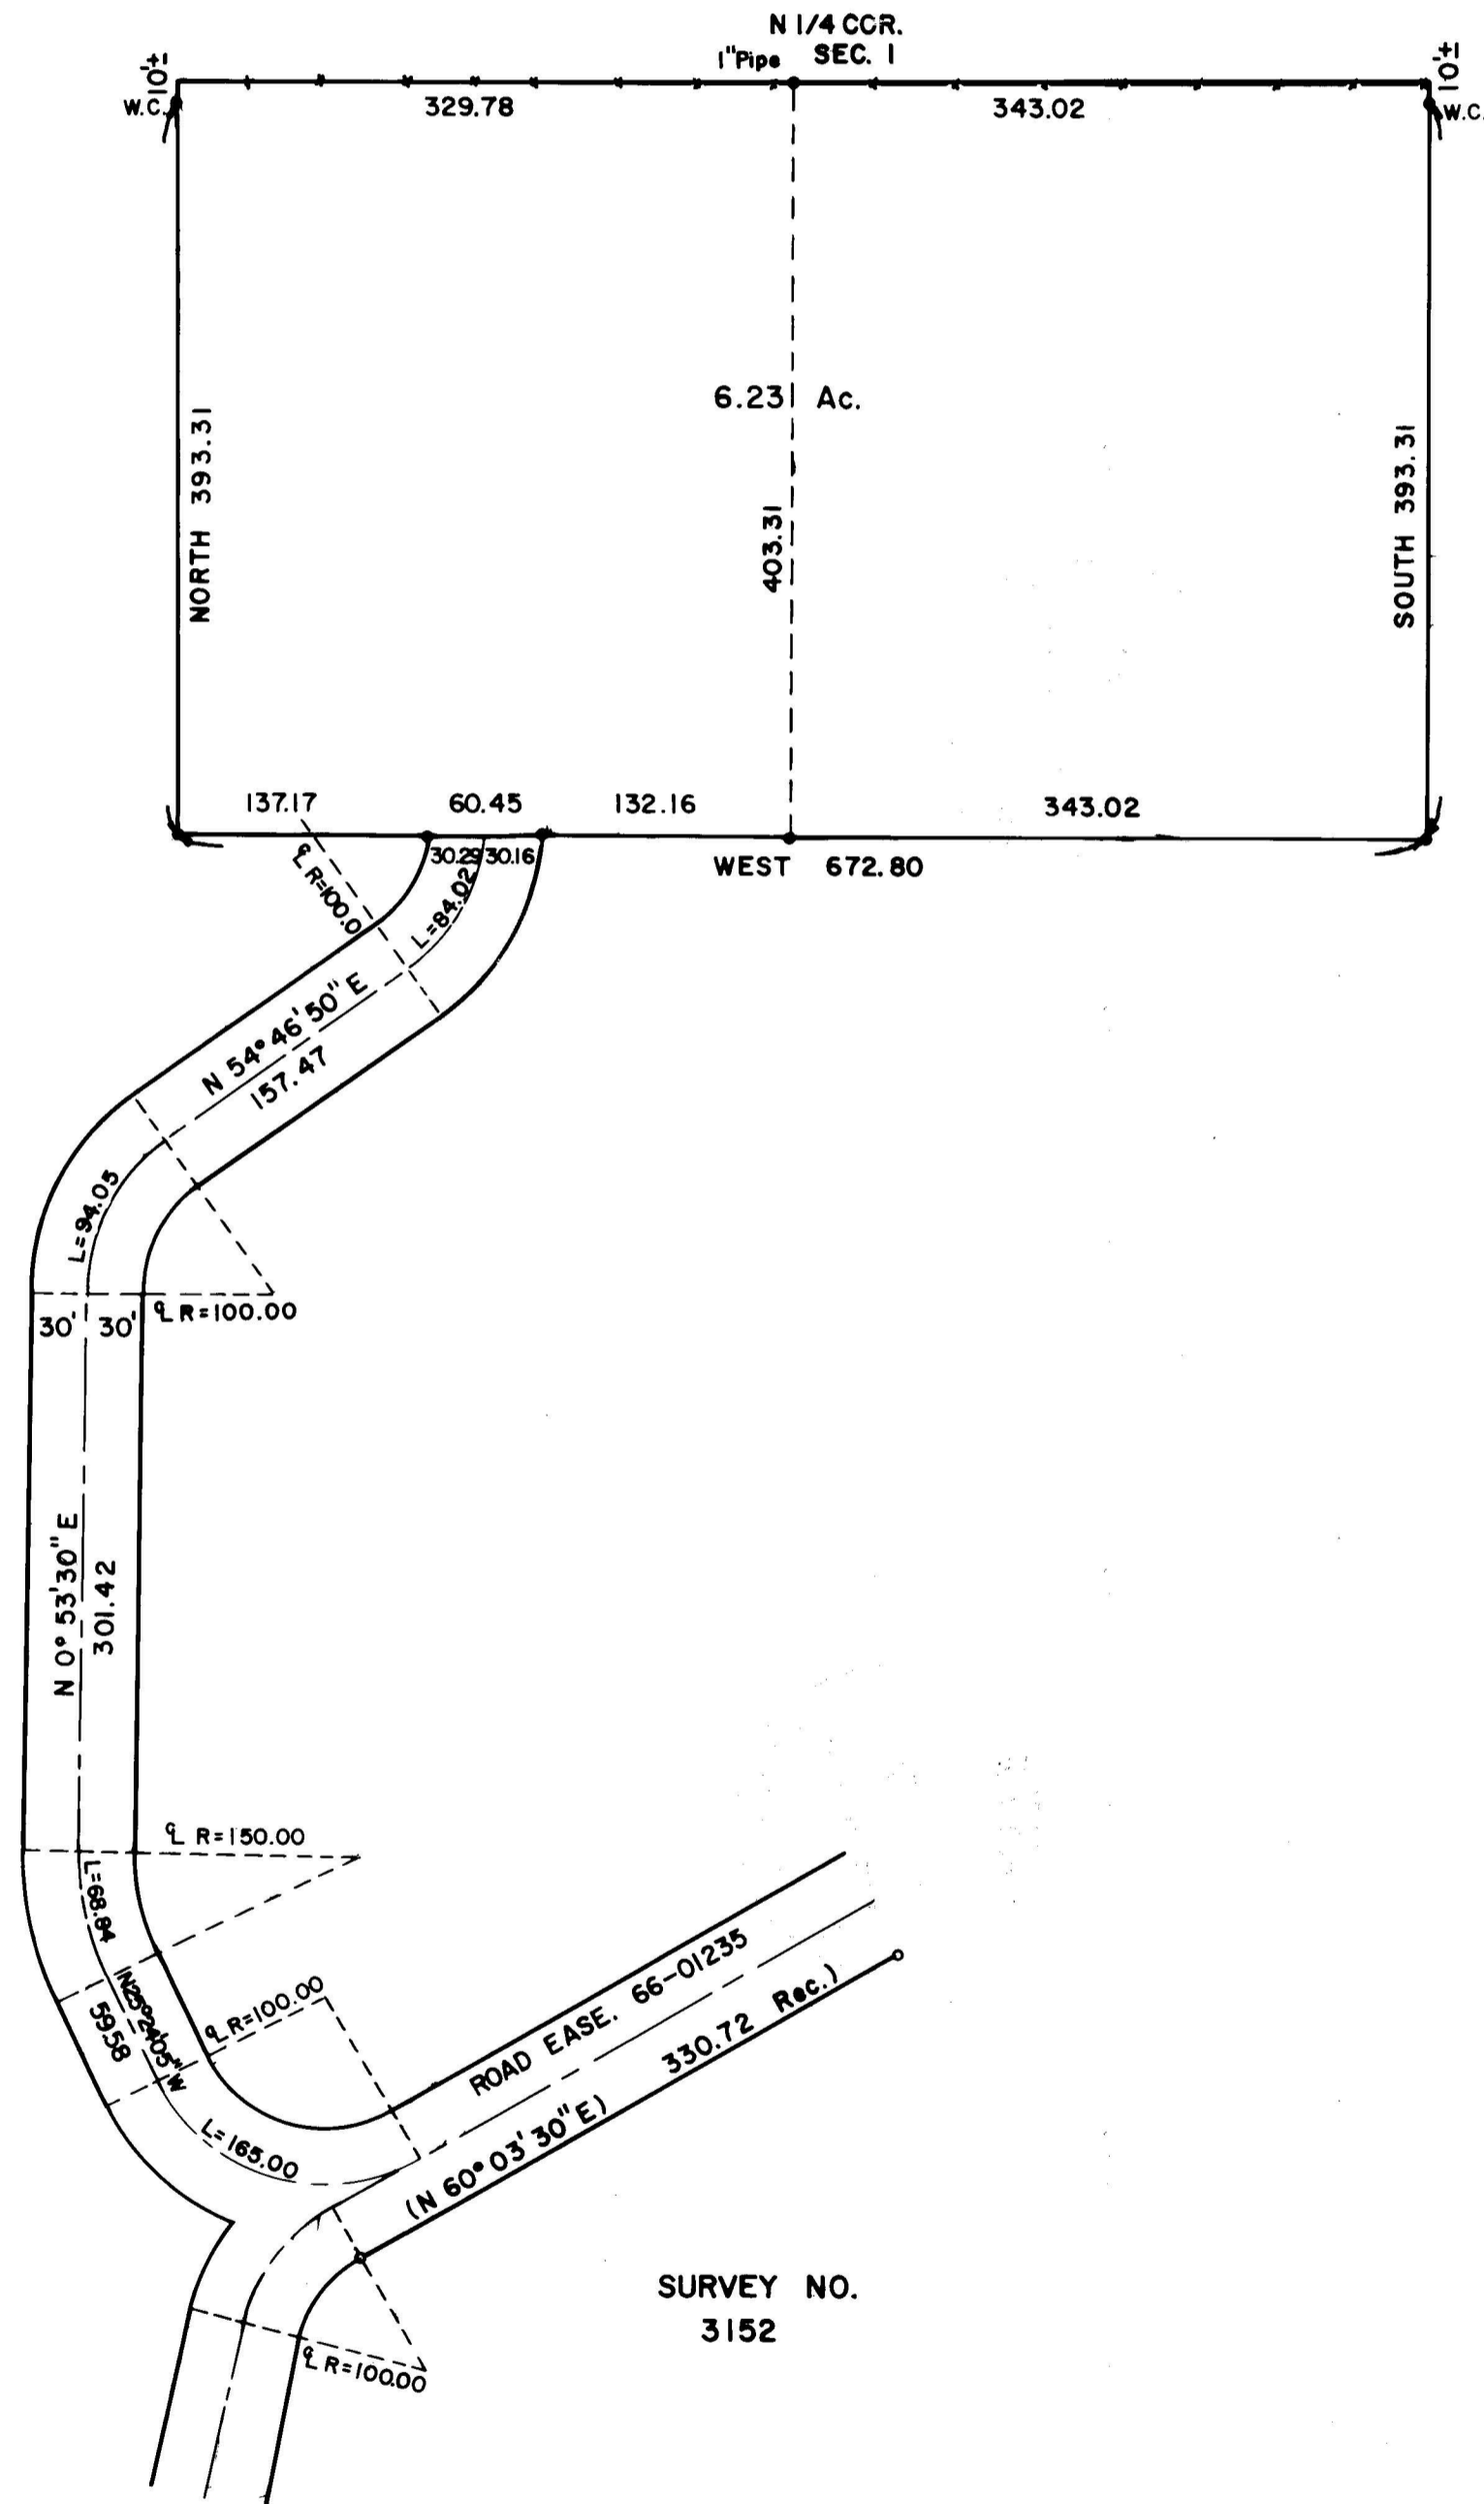 N 1/4 COR.
1"Pipe SEC. 1
10'±
10'±
W.C.
W.C.
329.78
343.02
6.23 Ac.
NORTH 393.31
403.31
SOUTH 393.31
137.17
60.45
132.16
343.02
30.29
30.16
WEST 672.80
℄ R=100.0
L=84.02
N 54°46'50" E
157.47
L=94.05
30'
30'
℄ R=100.00
N 0°53'30" E
301.42
℄ R=150.00
L=68.84
N25°24'05"W
59.58
℄ R=100.00
L=165.00
ROAD EASE. 66-01235
(N 60°03'30"E) 330.72 Rec.)
℄ R=100.00
SURVEY NO.
3152